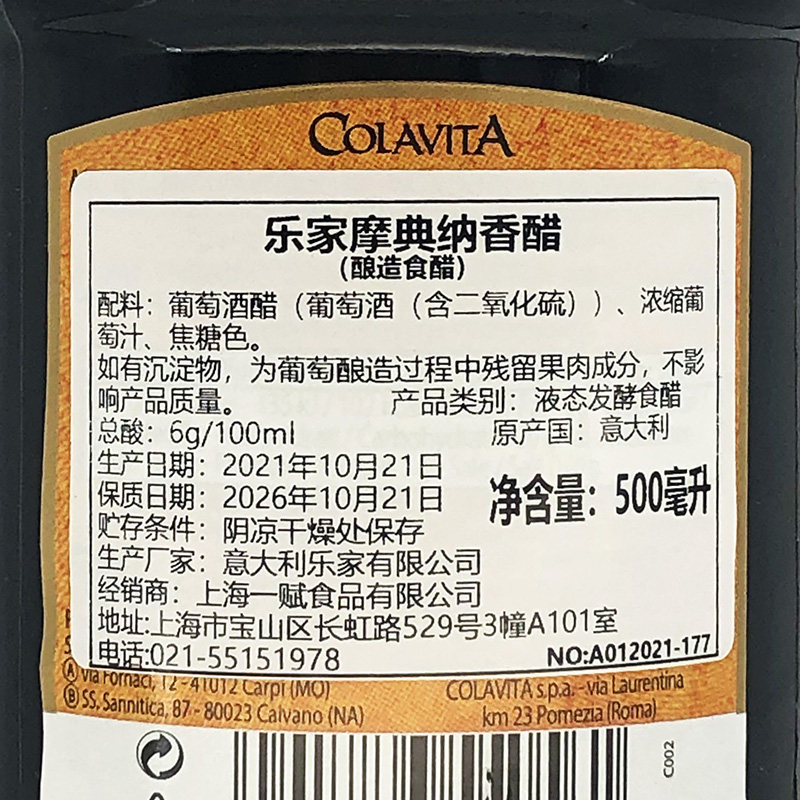 COLAVITA
乐家摩典纳香醋
(酿造食醋)
配料：葡萄酒醋（葡萄酒（含二氧化硫））、浓缩葡
萄汁、焦糖色。
如有沉淀物，为葡萄酿造过程中残留果肉成分，不影
响产品质量。 产品类别：液态发酵食醋
总酸：6g/100ml 原产国：意大利
生产日期：2021年10月21日
保质日期：2026年10月21日
净含量：500毫升
贮存条件：阴凉干燥处保存
生产厂家：意大利乐家有限公司
经销商：上海一赋食品有限公司
地址:上海市宝山区长虹路529号3幢A101室
电话:021-55151978 NO:A012021-177
A via Fornaci, 12 - 41012 Carpi (MO)
B SS. Sannitica, 87 - 80023 Caivano (NA)
COLAVITA s.p.a. - via Laurentina
km 23 Pomezia (Roma)
C002